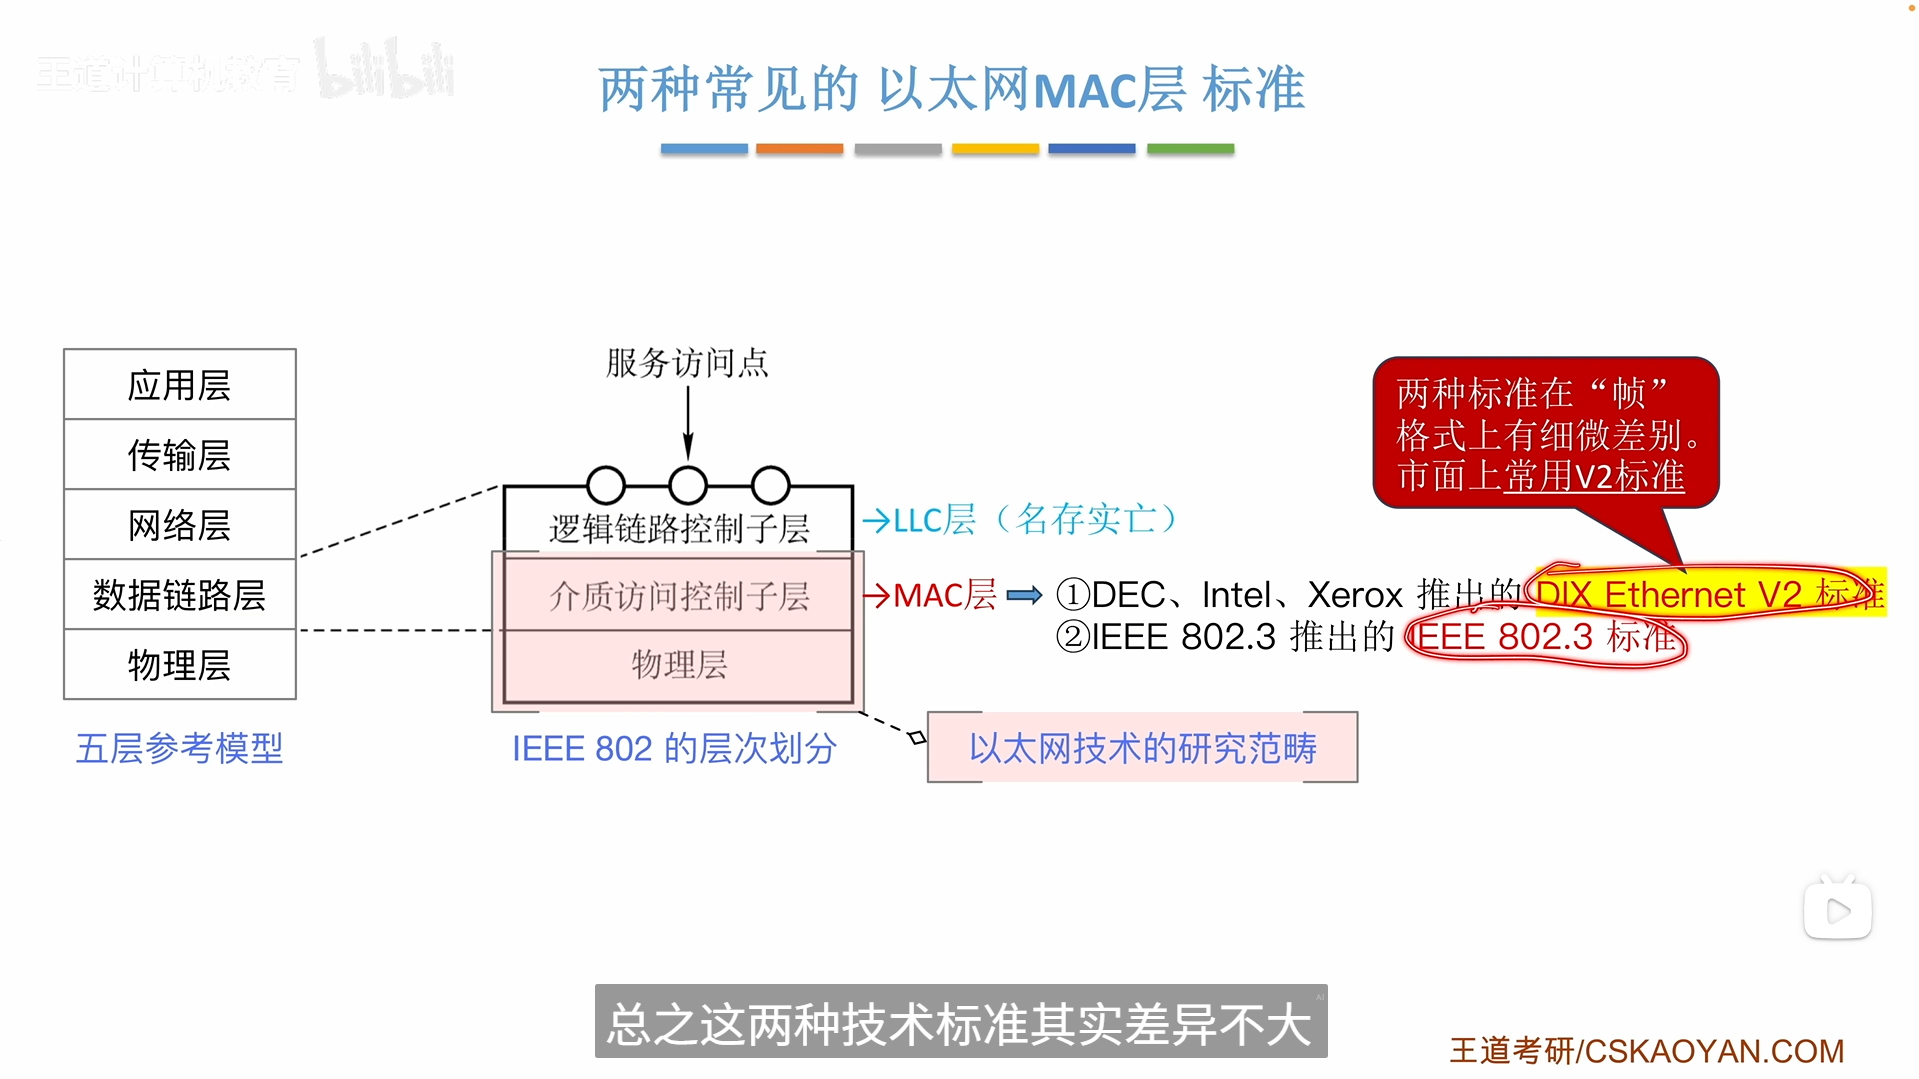 王道计算机教育 bilibili
两种常见的 以太网MAC层 标准
应用层
传输层
网络层
数据链路层
物理层
五层参考模型
服务访问点
逻辑链路控制子层
介质访问控制子层
物理层
IEEE 802 的层次划分
→LLC层（名存实亡）
→MAC层
①DEC、Intel、Xerox 推出的 DIX Ethernet V2 标准
②IEEE 802.3 推出的 IEEE 802.3 标准
两种标准在“帧”
格式上有细微差别。
市面上常用V2标准
以太网技术的研究范畴
总之这两种技术标准其实差异不大
AI
王道考研/CSKAOYAN.COM